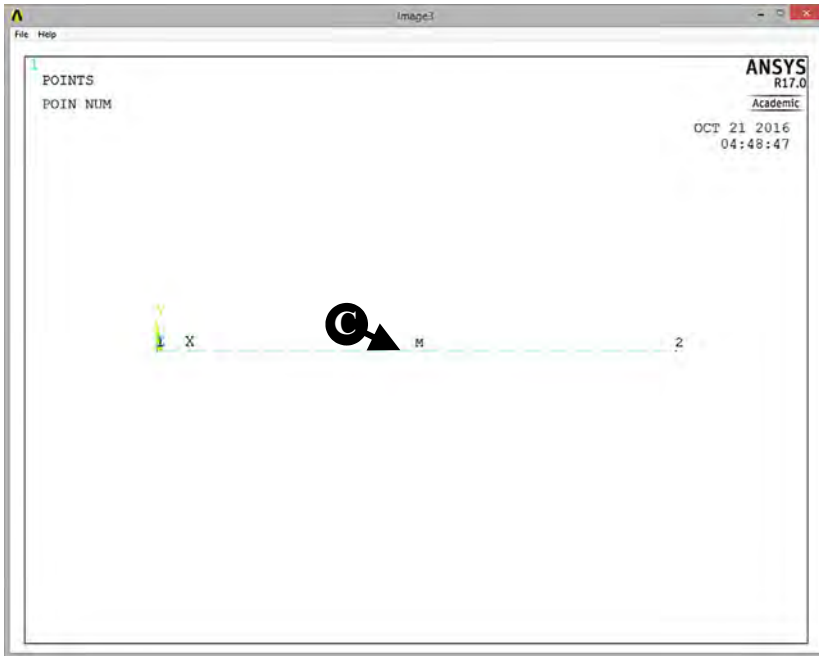 Image3
File Help
1
POINTS
POIN NUM
ANSYS
R17.0
Academic
OCT 21 2016
04:48:47
Y
1 X
C
M
2